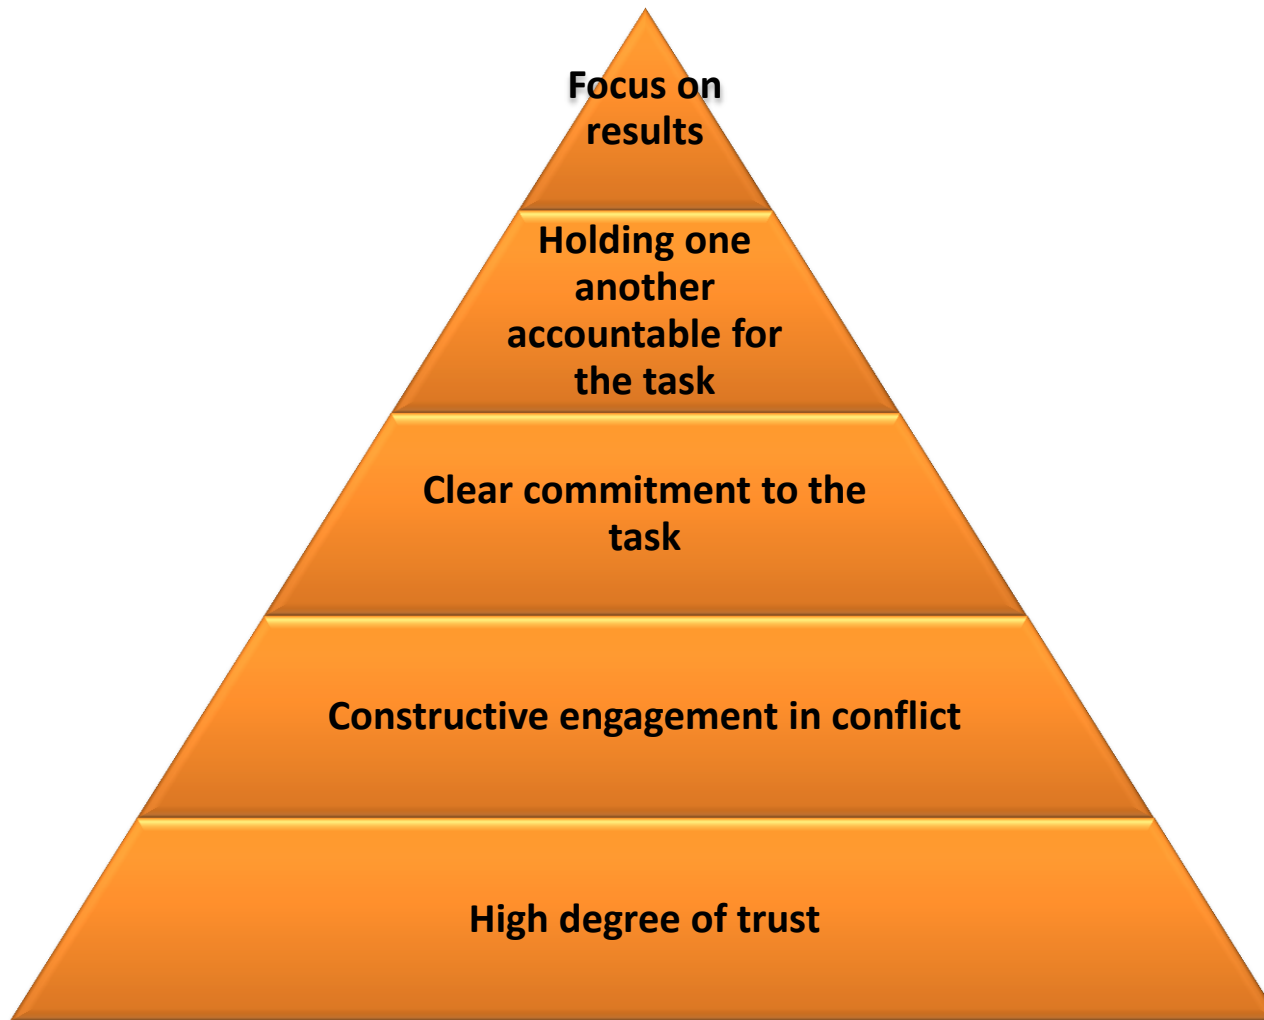 Focus on
results
Holding one
another
accountable for
the task
Clear commitment to the
task
Constructive engagement in conflict
High degree of trust